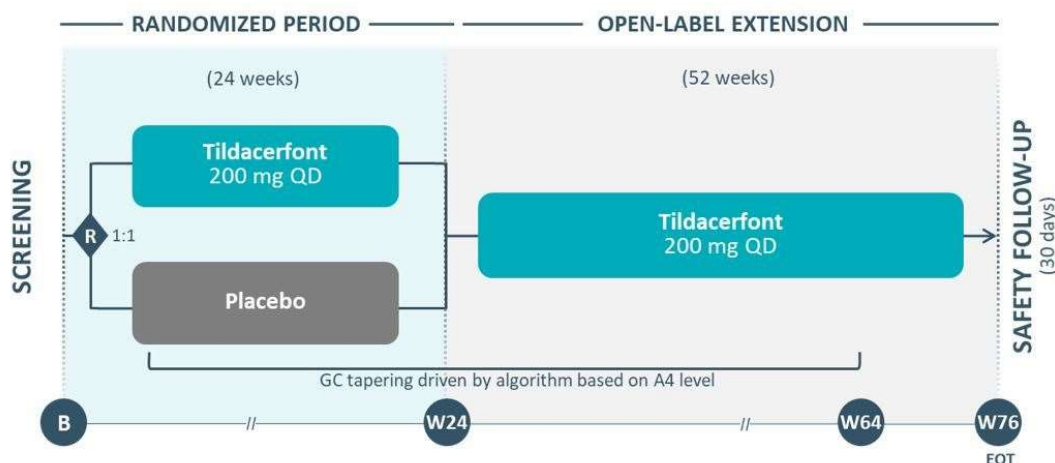 RANDOMIZED PERIOD
OPEN-LABEL EXTENSION
(24 weeks)
(52 weeks)
SCREENING
R
1:1
Tildacerfont
200 mg QD
Placebo
Tildacerfont
200 mg QD
SAFETY FOLLOW-UP
(30 days)
GC tapering driven by algorithm based on A4 level
B
//
W24
//
W64
W76
EOT